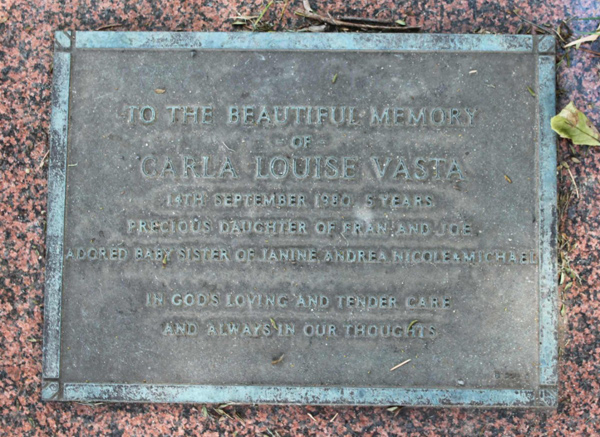 TO THE BEAUTIFUL MEMORY
OF
CARLA LOUISE VASTA
14TH SEPTEMBER 1980. 5 YEARS
PRECIOUS DAUGHTER OF FRAN AND JOE
ADORED BABY SISTER OF JANINE ANDREA NICOLE & MICHAEL
IN GOD'S LOVING AND TENDER CARE
AND ALWAYS IN OUR THOUGHTS